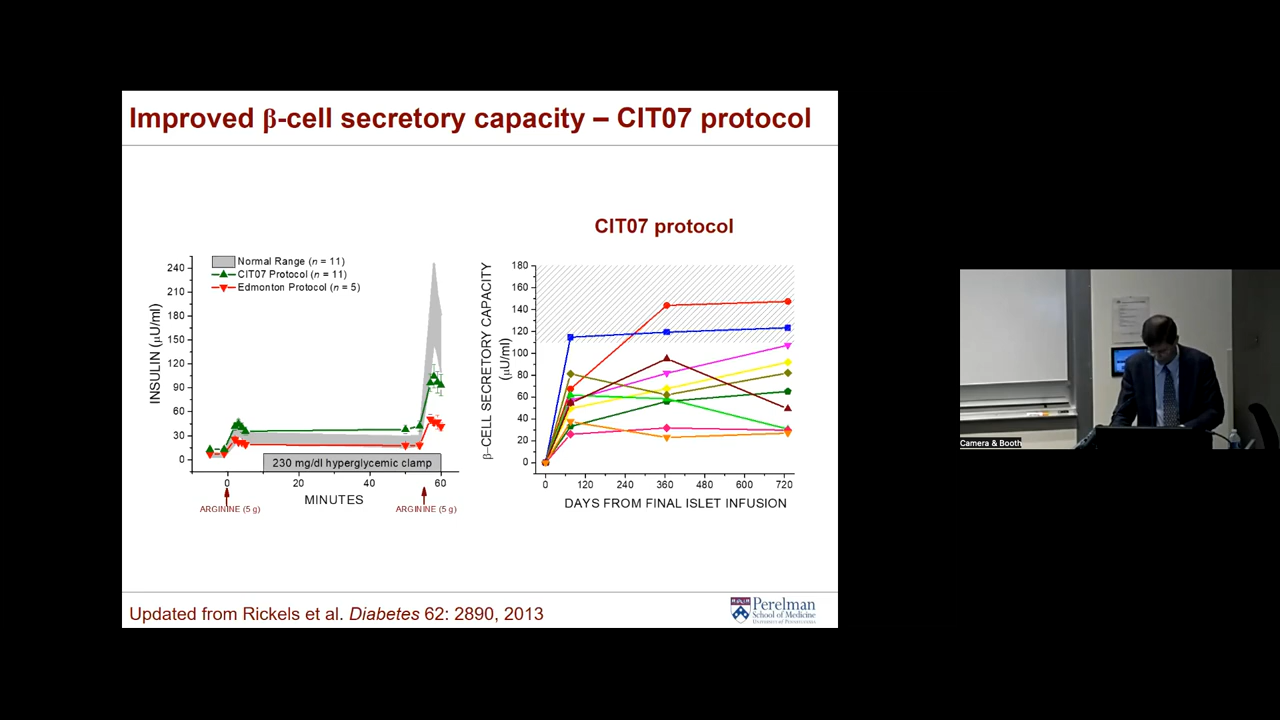 Improved β-cell secretory capacity – CIT07 protocol
CIT07 protocol
INSULIN (μU/ml)
240
210
180
150
120
90
60
30
0
Normal Range (n = 11)
CIT07 Protocol (n = 11)
Edmonton Protocol (n = 5)
230 mg/dl hyperglycemic clamp
0
20
40
60
MINUTES
ARGININE (5 g)
ARGININE (5 g)
β–CELL SECRETORY CAPACITY
(μU/ml)
180
160
140
120
100
80
60
40
20
0
0
120
240
360
480
600
720
DAYS FROM FINAL ISLET INFUSION
Updated from Rickels et al. Diabetes 62: 2890, 2013
Perelman
School of Medicine
UNIVERSITY OF PENNSYLVANIA
Camera & Booth